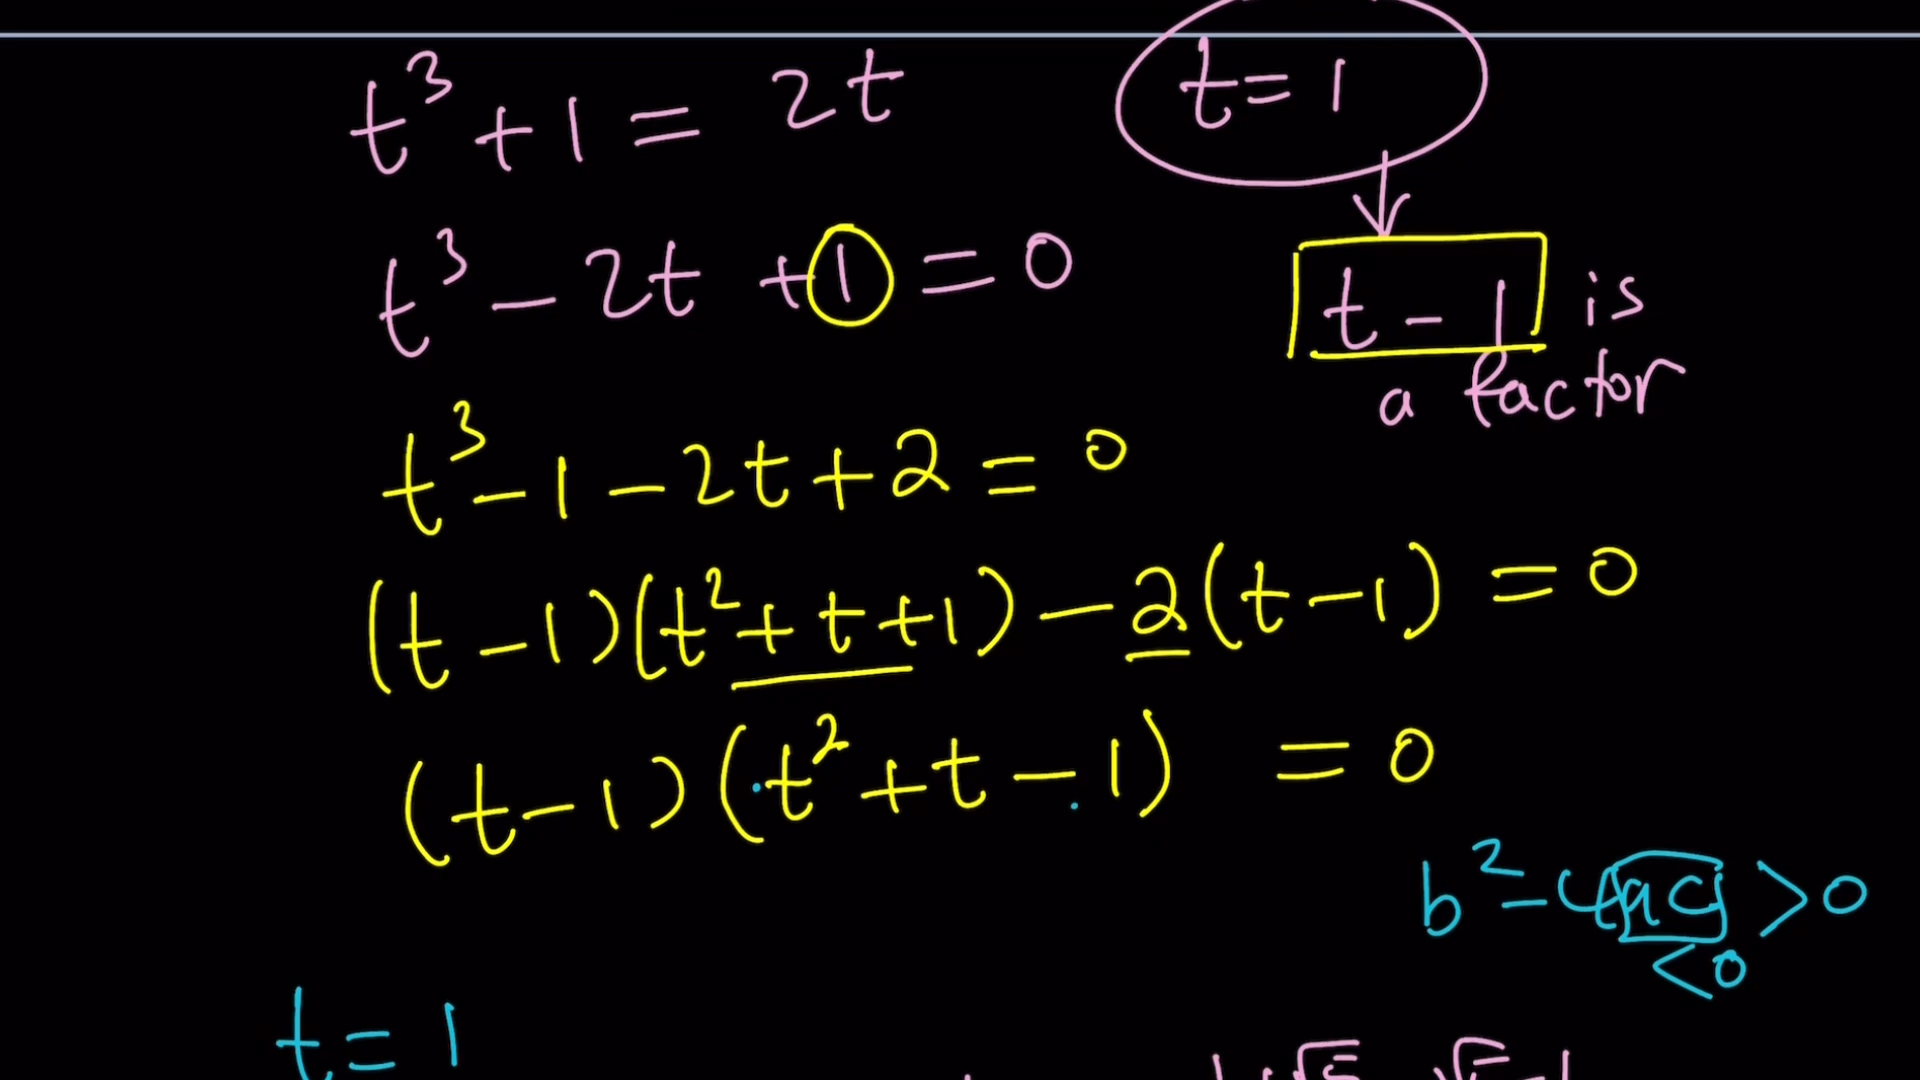 t³ + 1 = 2t
t = 1
t³ - 2t + 1 = 0
t - 1 is
a factor
t³ - 1 - 2t + 2 = 0
(t - 1)(t² + t + 1) - 2(t - 1) = 0
(t - 1)(t² + t - 1) = 0
b² - 4ac > 0
< 0
t = 1